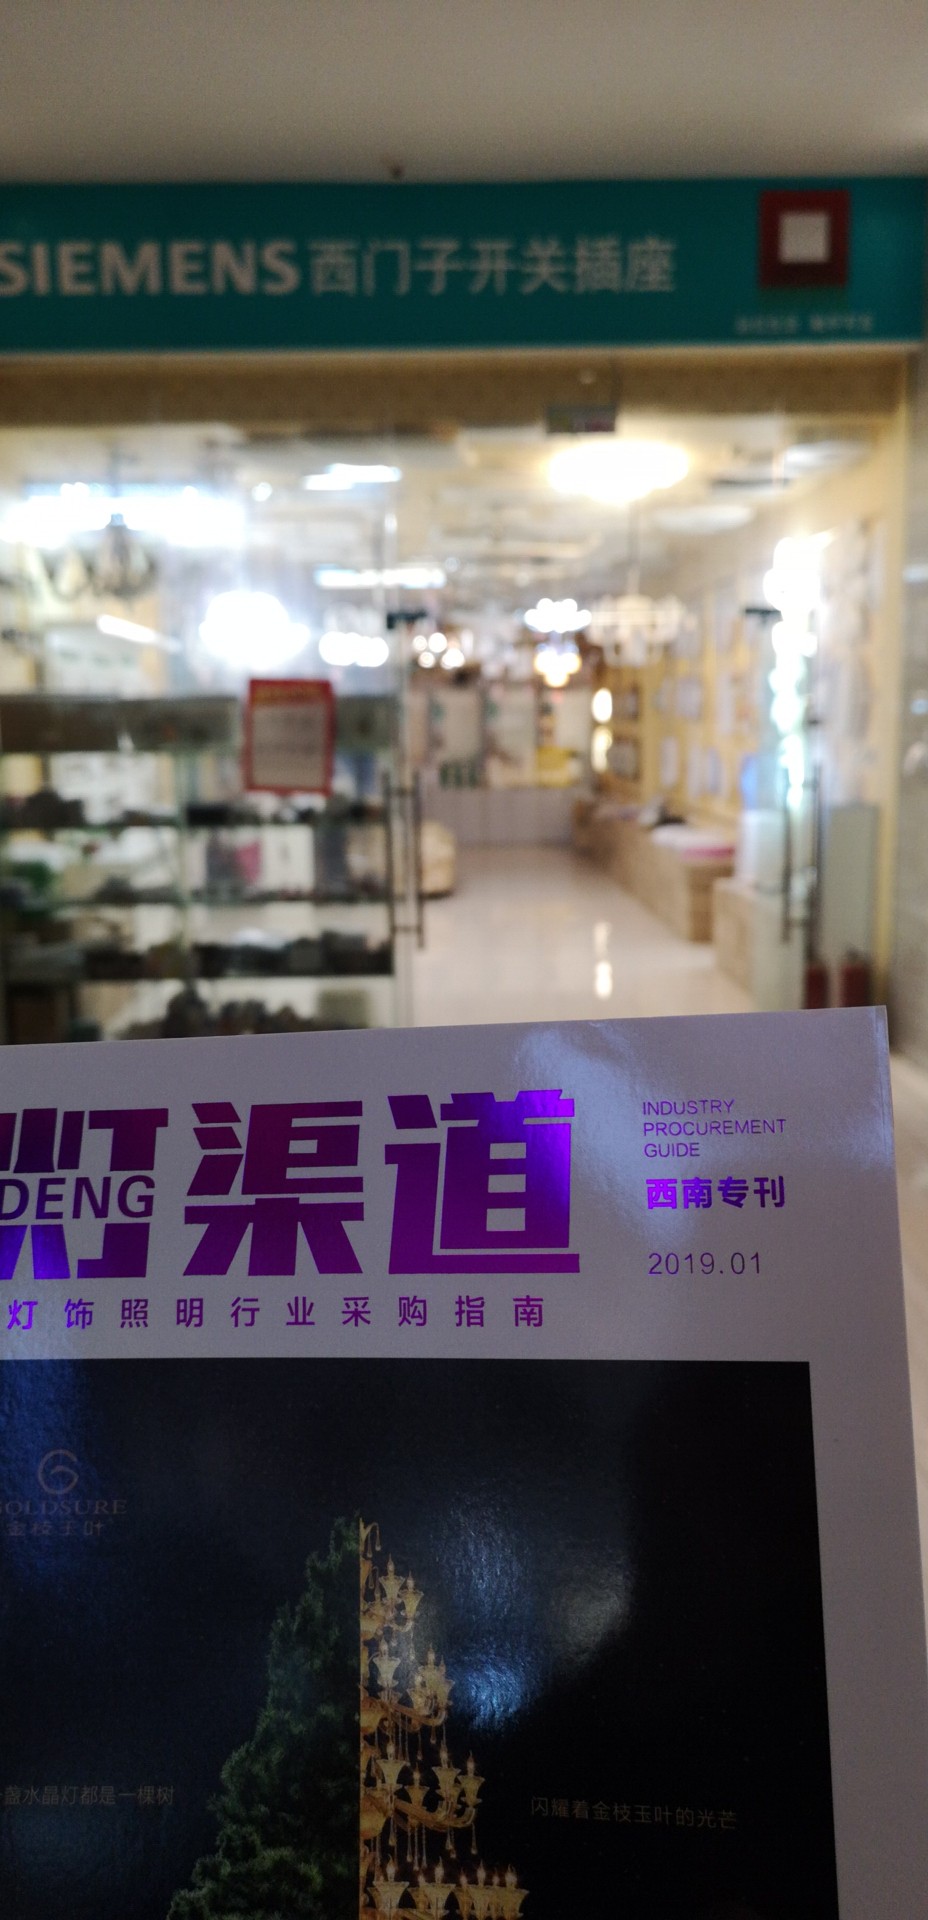 SIEMENS西门子开关插座
灯渠道
DENG
INDUSTRY
PROCUREMENT
GUIDE
西南专刊
2019.01
灯饰照明行业采购指南
GOLDSURE
金枝玉叶
盏水晶灯都是一棵树
闪耀着金枝玉叶的光芒